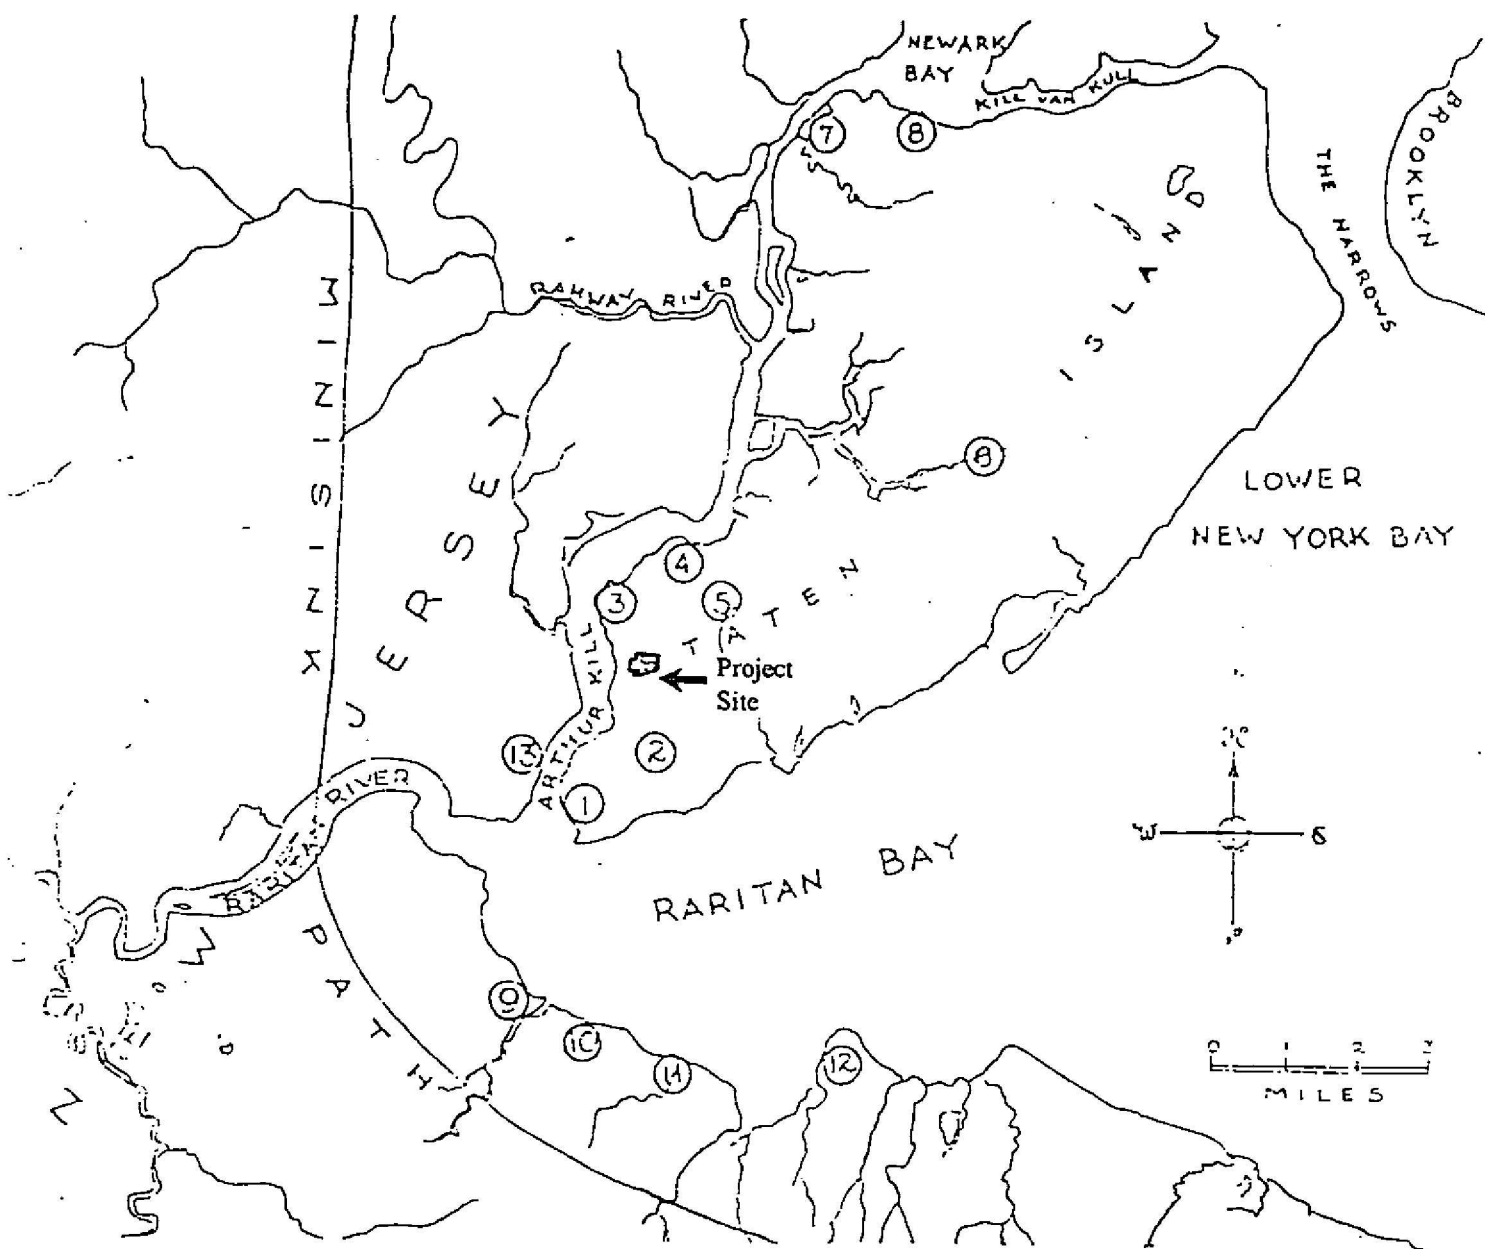 NEWARK
BAY
KILL VAN KULL
BROOKLYN
THE NARROWS
7
8
ISLAND
RAHWAY RIVER
MINISINK
JERSEY
8
LOWER
NEW YORK BAY
4
3
5
STATEN
ARTHUR KILL
Project
Site
13
2
1
RARITAN RIVER
RARITAN BAY
W
NEW
PATH
9
10
11
12
0 1 2 3
MILES